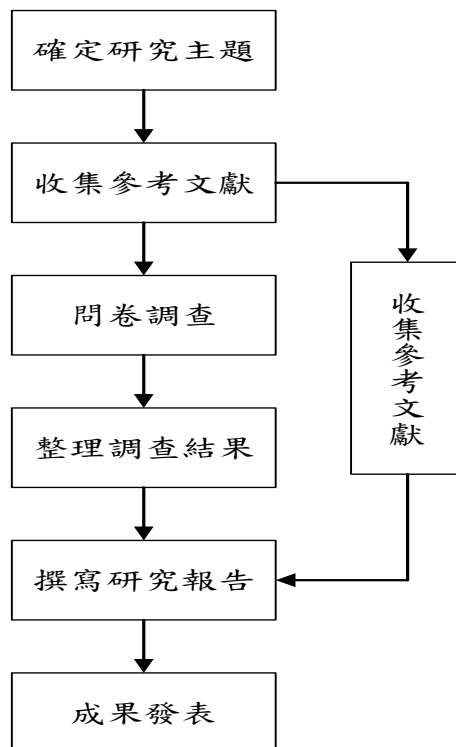 確定研究主題
收集參考文獻
問卷調查
收集參考文獻
整理調查結果
撰寫研究報告
成果發表